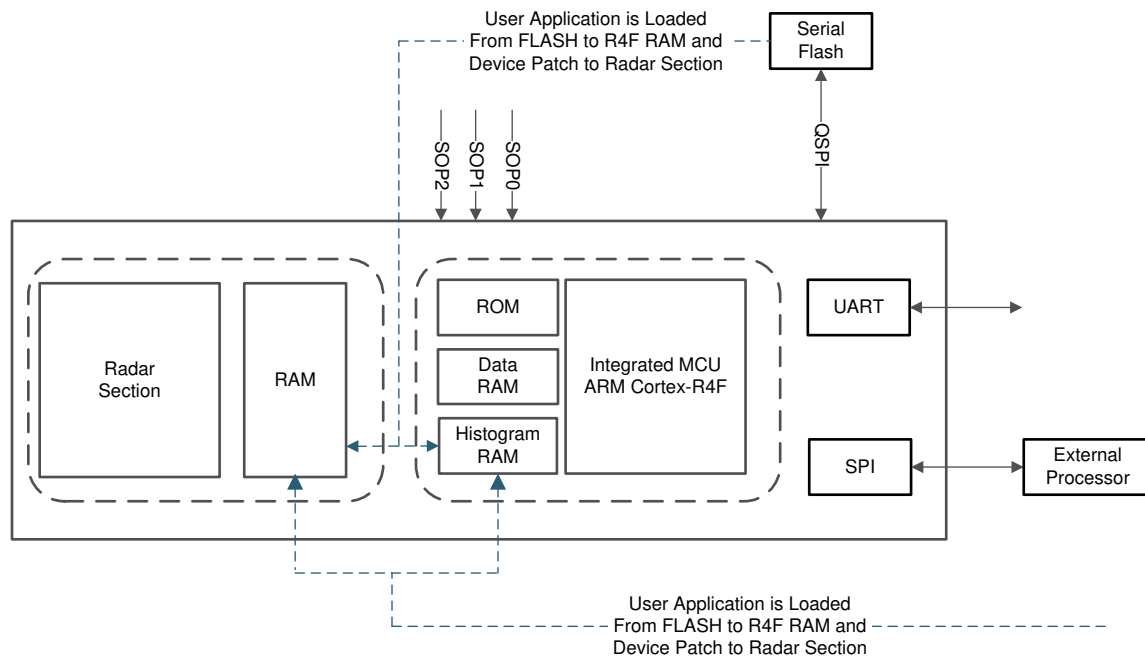 User Application is Loaded
From FLASH to R4F RAM and
Device Patch to Radar Section
Serial
Flash
SOP2
SOP1
SOP0
QSPI
Radar
Section
RAM
ROM
Data
RAM
Histogram
RAM
Integrated MCU
ARM Cortex-R4F
UART
SPI
External
Processor
User Application is Loaded
From FLASH to R4F RAM and
Device Patch to Radar Section